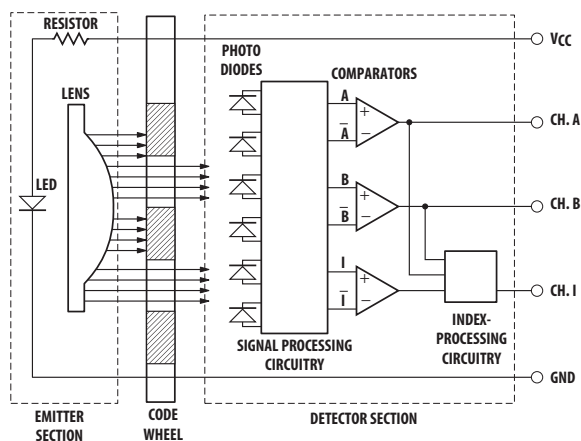 RESISTOR
LENS
LED
PHOTO
DIODES
COMPARATORS
A
A
B
B
I
I
+
−
+
−
+
−
VCC
CH. A
CH. B
CH. I
GND
SIGNAL PROCESSING
CIRCUITRY
INDEX-
PROCESSING
CIRCUITRY
EMITTER
SECTION
CODE
WHEEL
DETECTOR SECTION